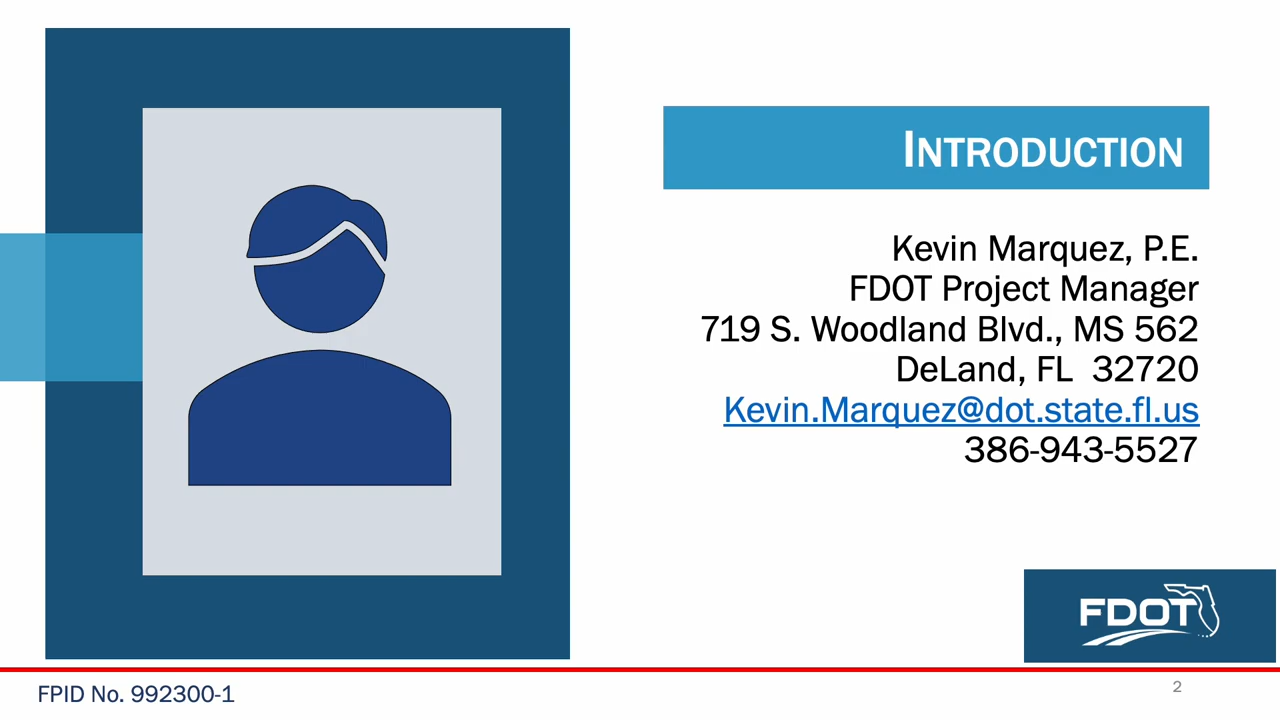 INTRODUCTION
Kevin Marquez, P.E.
FDOT Project Manager
719 S. Woodland Blvd., MS 562
DeLand, FL  32720
Kevin.Marquez@dot.state.fl.us
386-943-5527
FDOT
FPID No. 992300-1
2